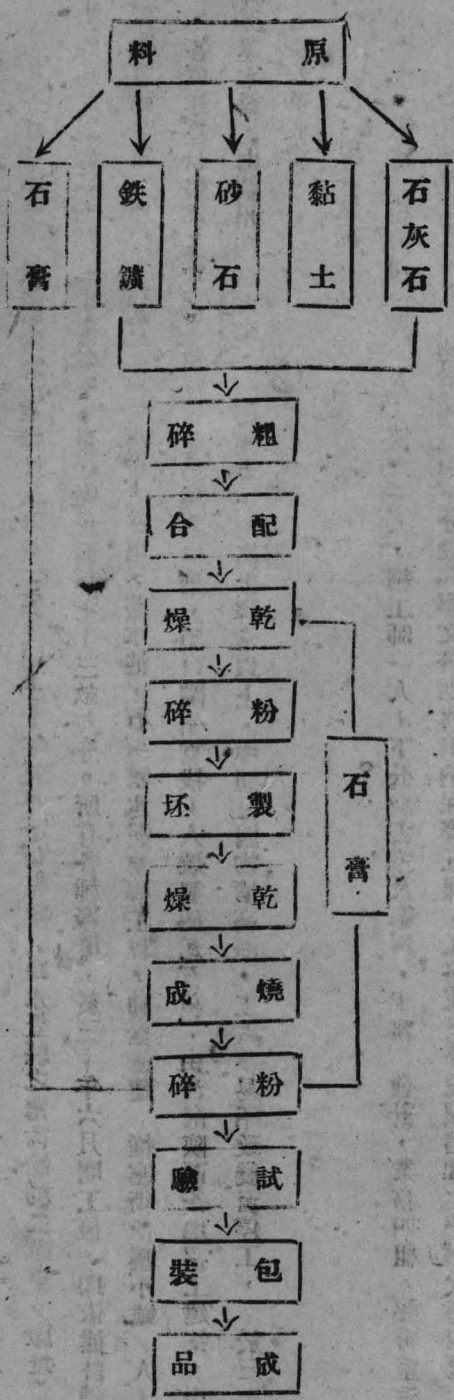 原料
石灰石
黏土
砂石
鉄鑛
石膏
粗碎
配合
乾燥
粉碎
製坯
乾燥
燒成
粉碎
石膏
試驗
包裝
成品